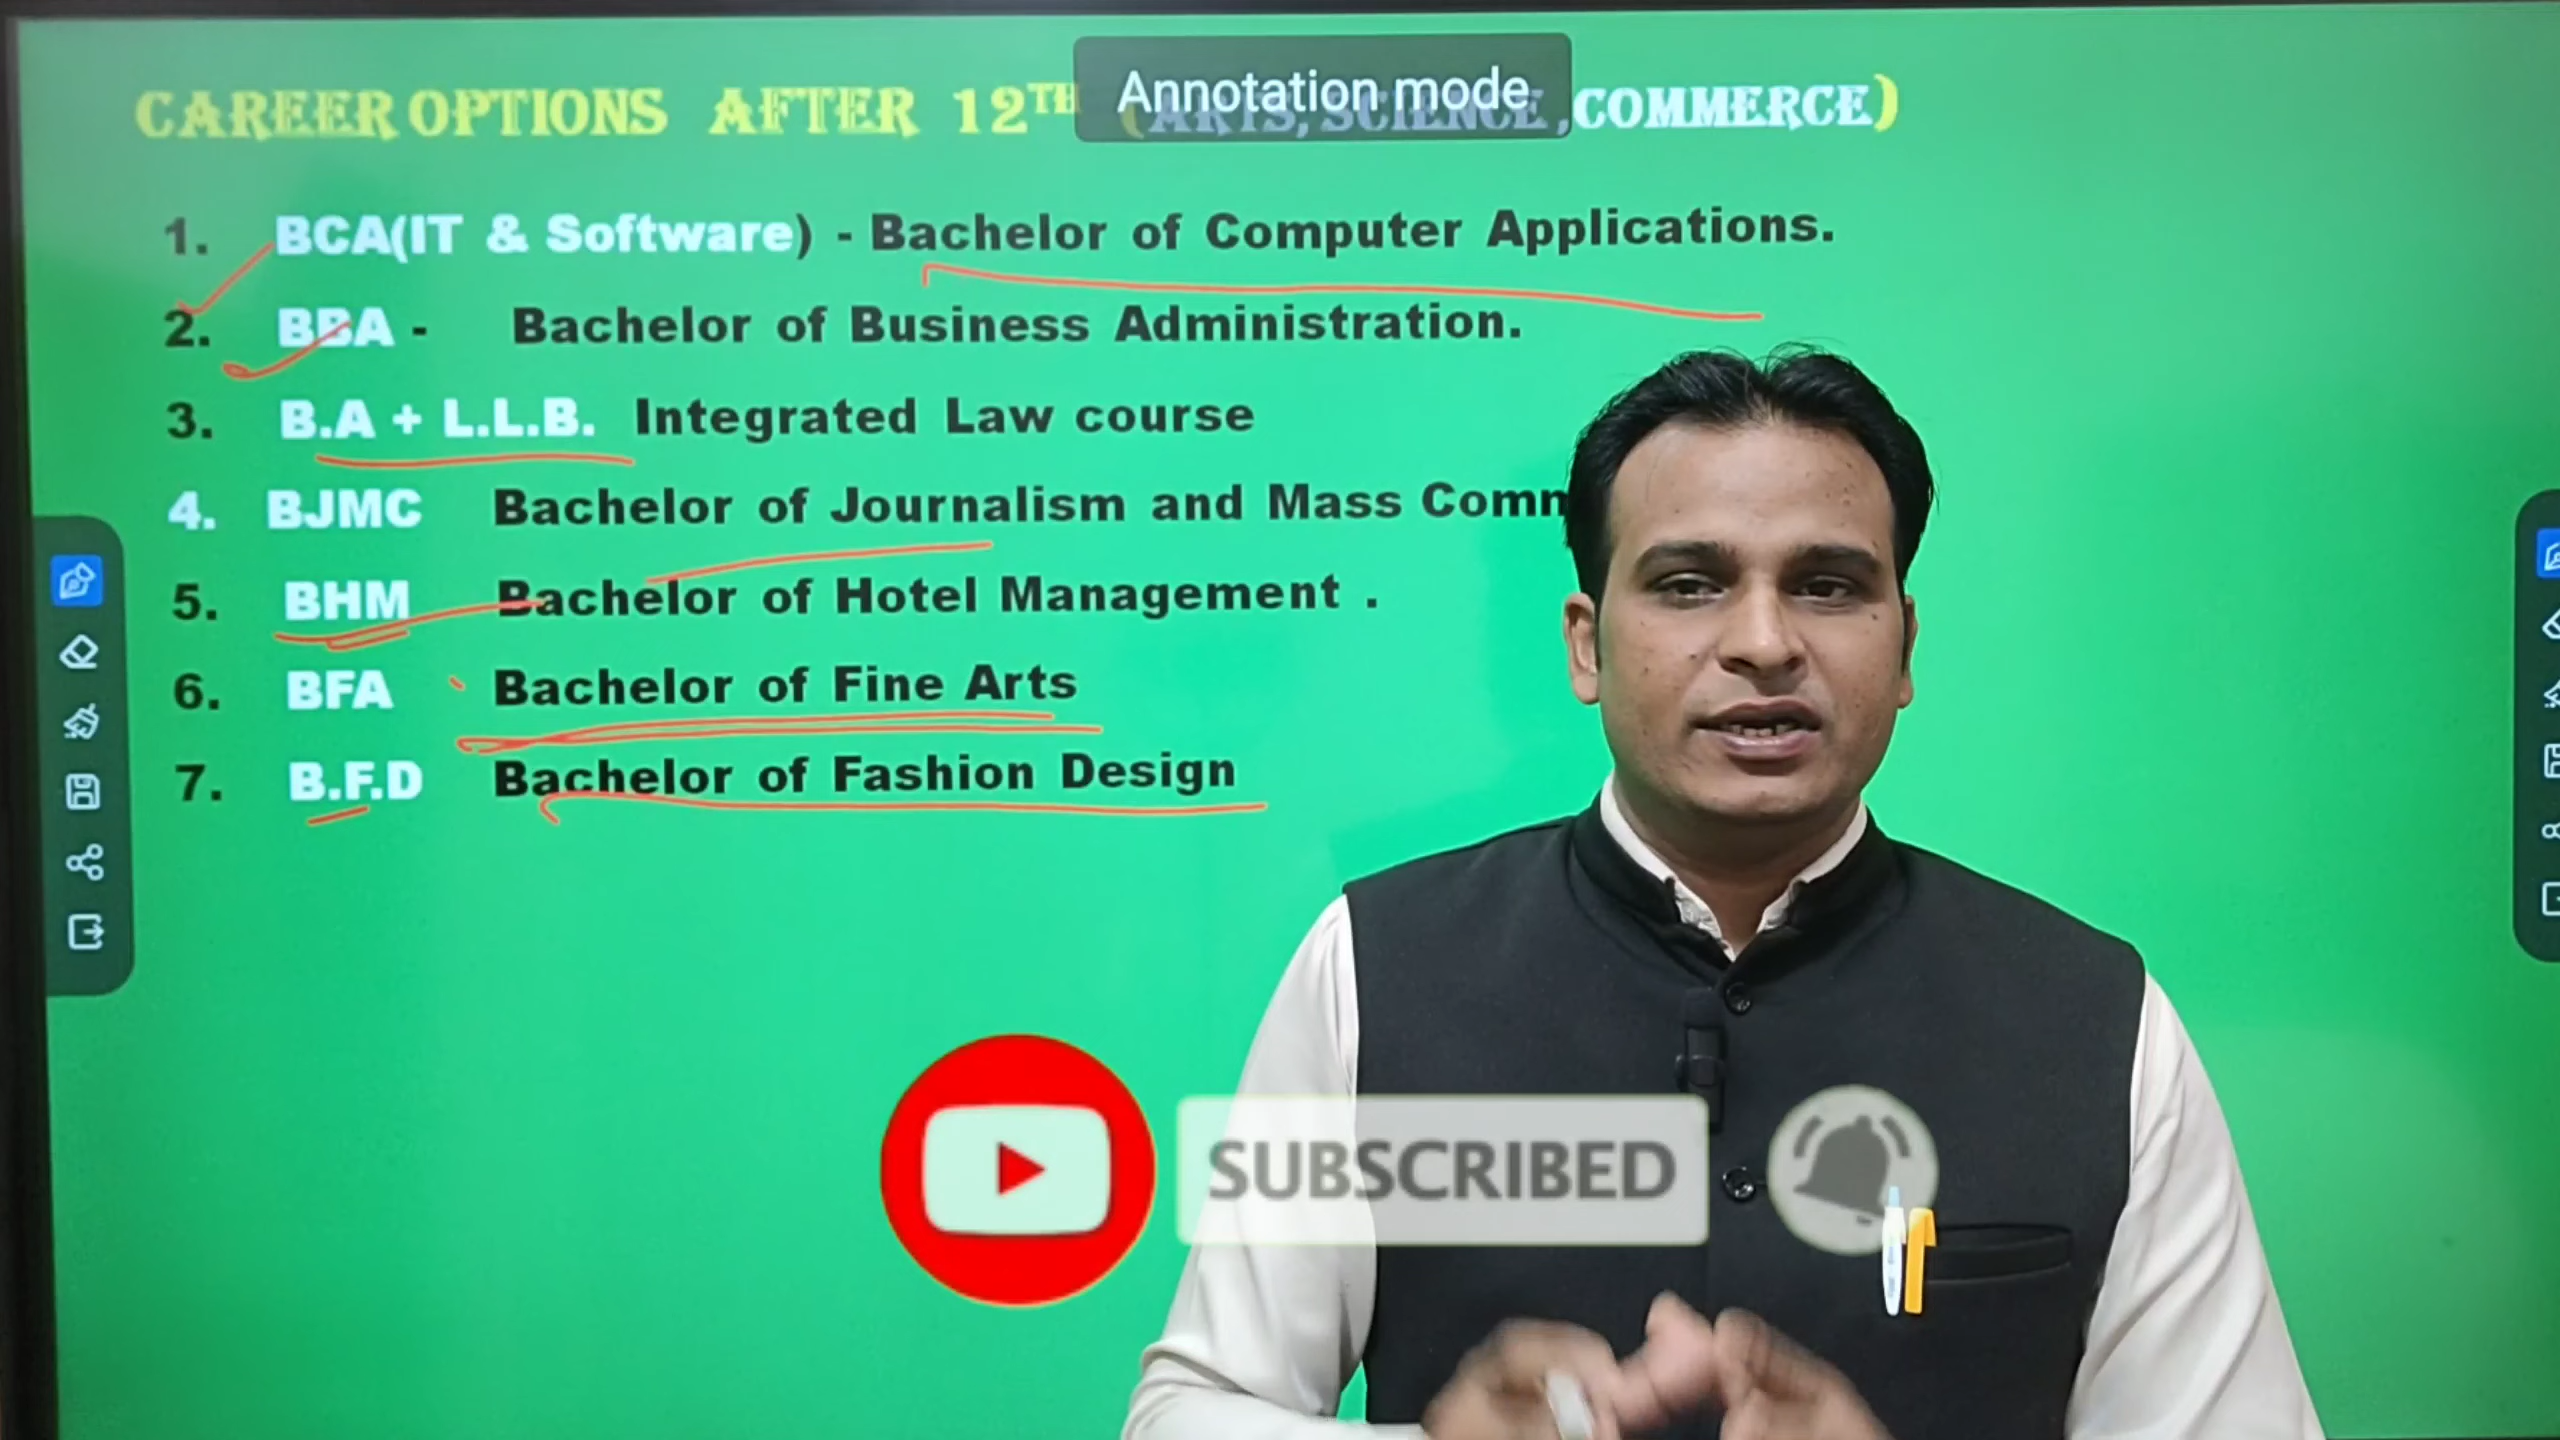 Annotation mode
CAREER OPTIONS AFTER 12TH (ARTS, SCIENCE, COMMERCE)
1. BCA(IT & Software) - Bachelor of Computer Applications.
2. BBA - Bachelor of Business Administration.
3. B.A + L.L.B. Integrated Law course
4. BJMC Bachelor of Journalism and Mass Comm
5. BHM Bachelor of Hotel Management .
6. BFA Bachelor of Fine Arts
7. B.F.D Bachelor of Fashion Design
SUBSCRIBED